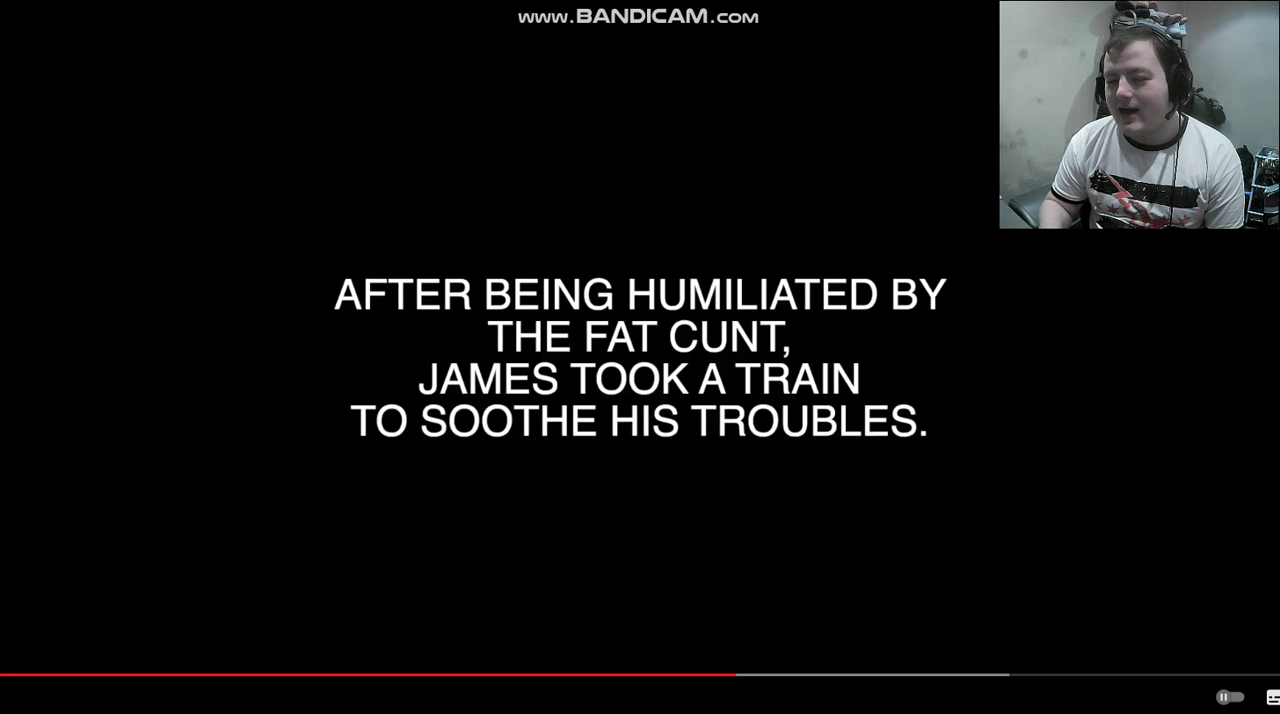 www.BANDICAM.com
AFTER BEING HUMILIATED BY
THE FAT CUNT,
JAMES TOOK A TRAIN
TO SOOTHE HIS TROUBLES.